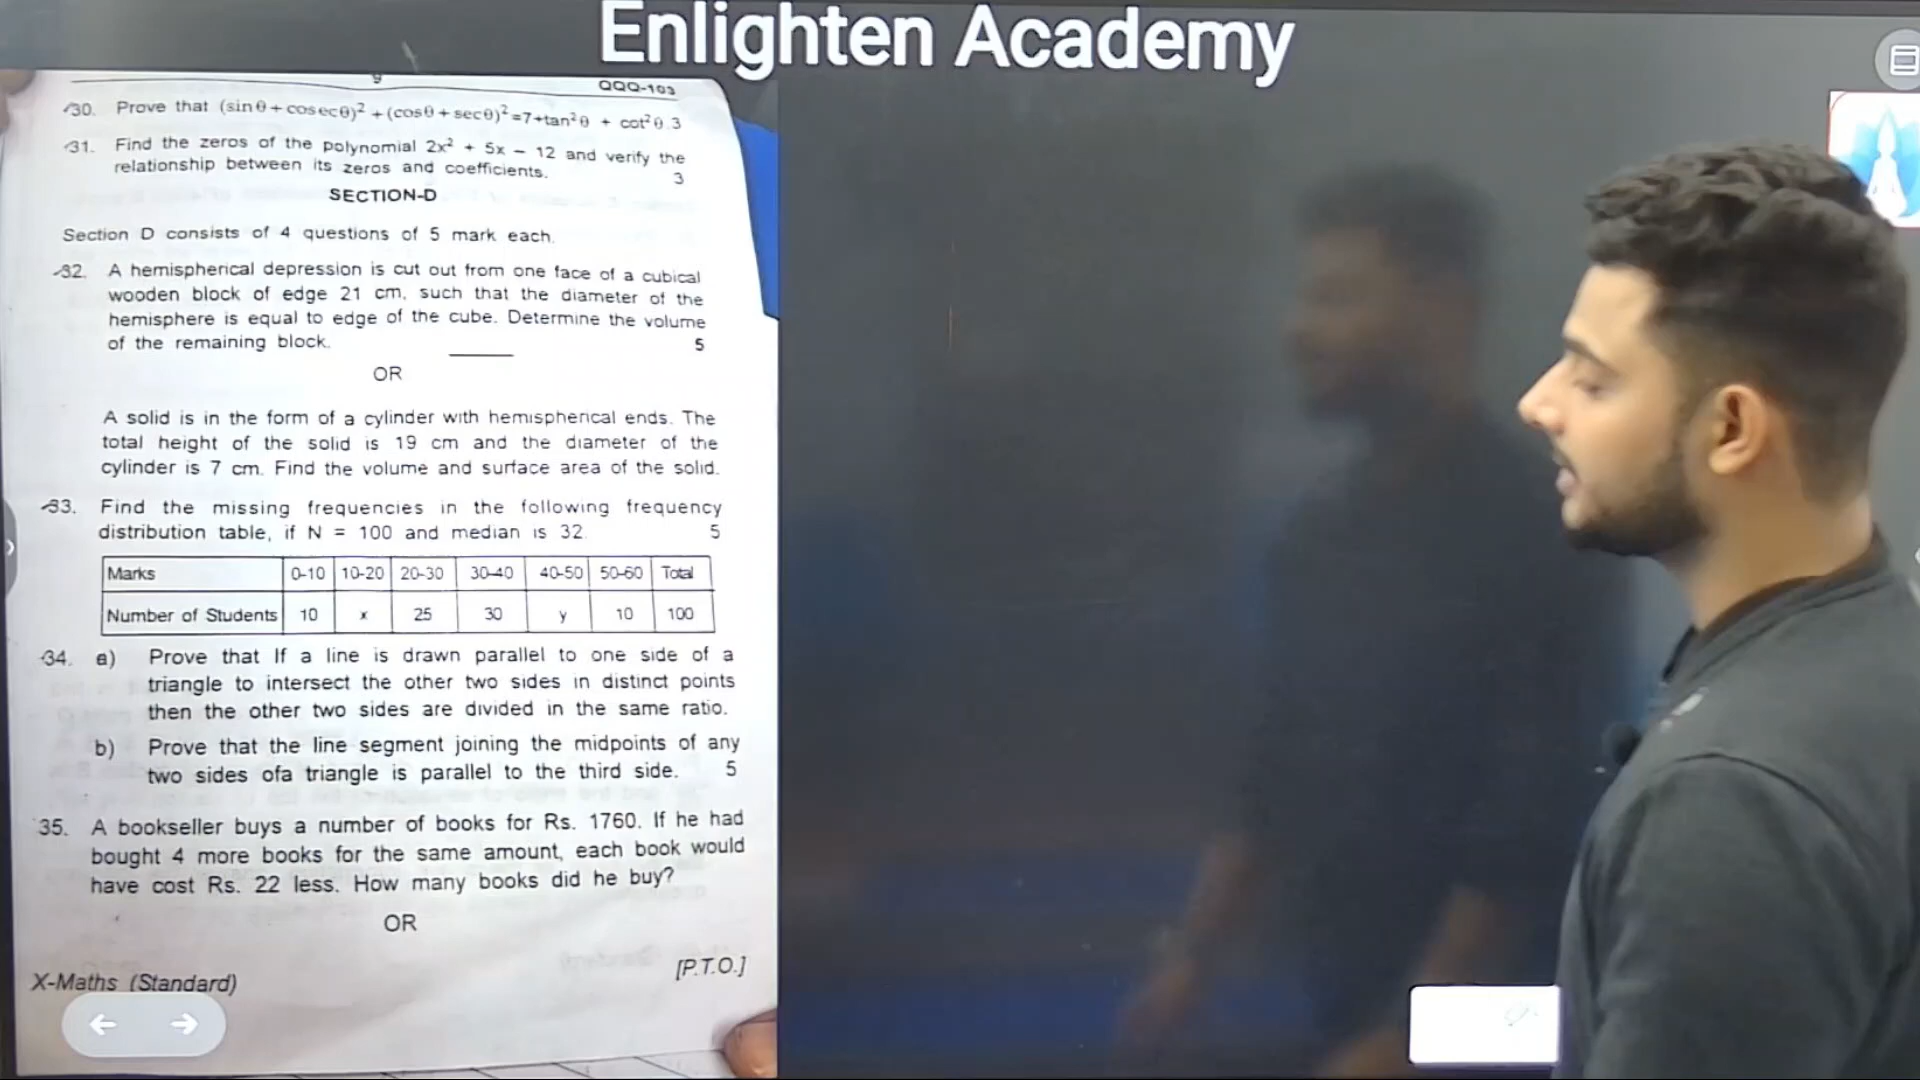 Enlighten Academy
9
QQQ-103
30. Prove that (sinθ+cosecθ)² +(cosθ+secθ)²=7+tan²θ + cot²θ.3
31. Find the zeros of the polynomial 2x² + 5x – 12 and verify the
relationship between its zeros and coefficients. 3
SECTION-D
Section D consists of 4 questions of 5 mark each.
32. A hemispherical depression is cut out from one face of a cubical
wooden block of edge 21 cm, such that the diameter of the
hemisphere is equal to edge of the cube. Determine the volume
of the remaining block. 5
OR
A solid is in the form of a cylinder with hemispherical ends. The
total height of the solid is 19 cm and the diameter of the
cylinder is 7 cm. Find the volume and surface area of the solid.
33. Find the missing frequencies in the following frequency
distribution table, if N = 100 and median is 32. 5
Marks 0-10 10-20 20-30 30-40 40-50 50-60 Total
Number of Students 10 x 25 30 y 10 100
34. a) Prove that If a line is drawn parallel to one side of a
triangle to intersect the other two sides in distinct points
then the other two sides are divided in the same ratio.
b) Prove that the line segment joining the midpoints of any
two sides ofa triangle is parallel to the third side. 5
35. A bookseller buys a number of books for Rs. 1760. If he had
bought 4 more books for the same amount, each book would
have cost Rs. 22 less. How many books did he buy?
OR
[P.T.O.]
X-Maths (Standard)